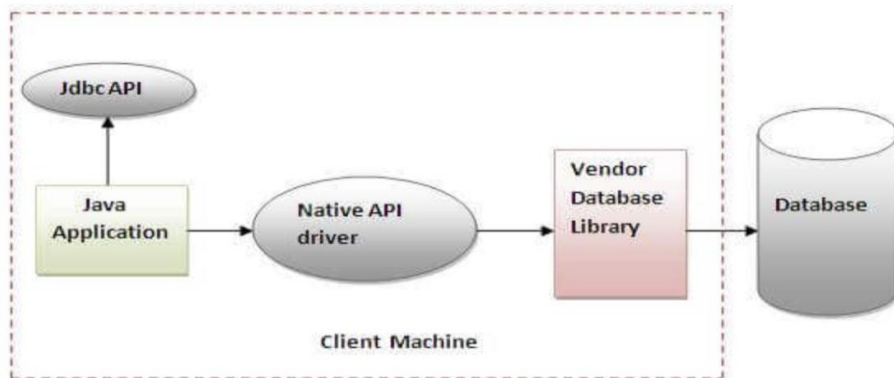 Jdbc API
Java
Application
Native API
driver
Vendor
Database
Library
Database
Client Machine